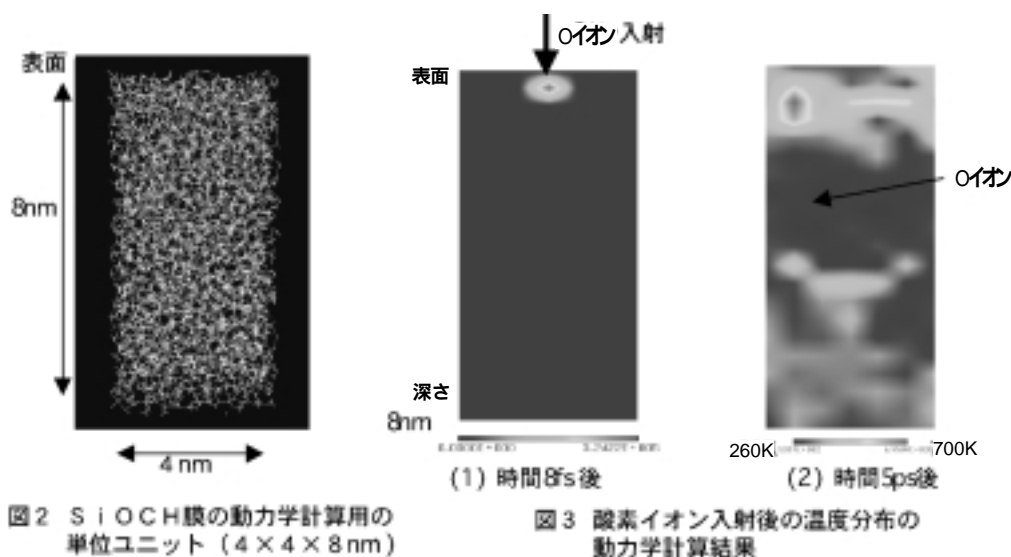 表面
8nm
4nm
図2 SiOCH膜の動力学計算用の
単位ユニット(4×4×8nm)
Oイオン入射
表面
深さ
8nm
(1) 時間8fs後
Oイオン
260K
700K
(2) 時間5ps後
図3 酸素イオン入射後の温度分布の
動力学計算結果